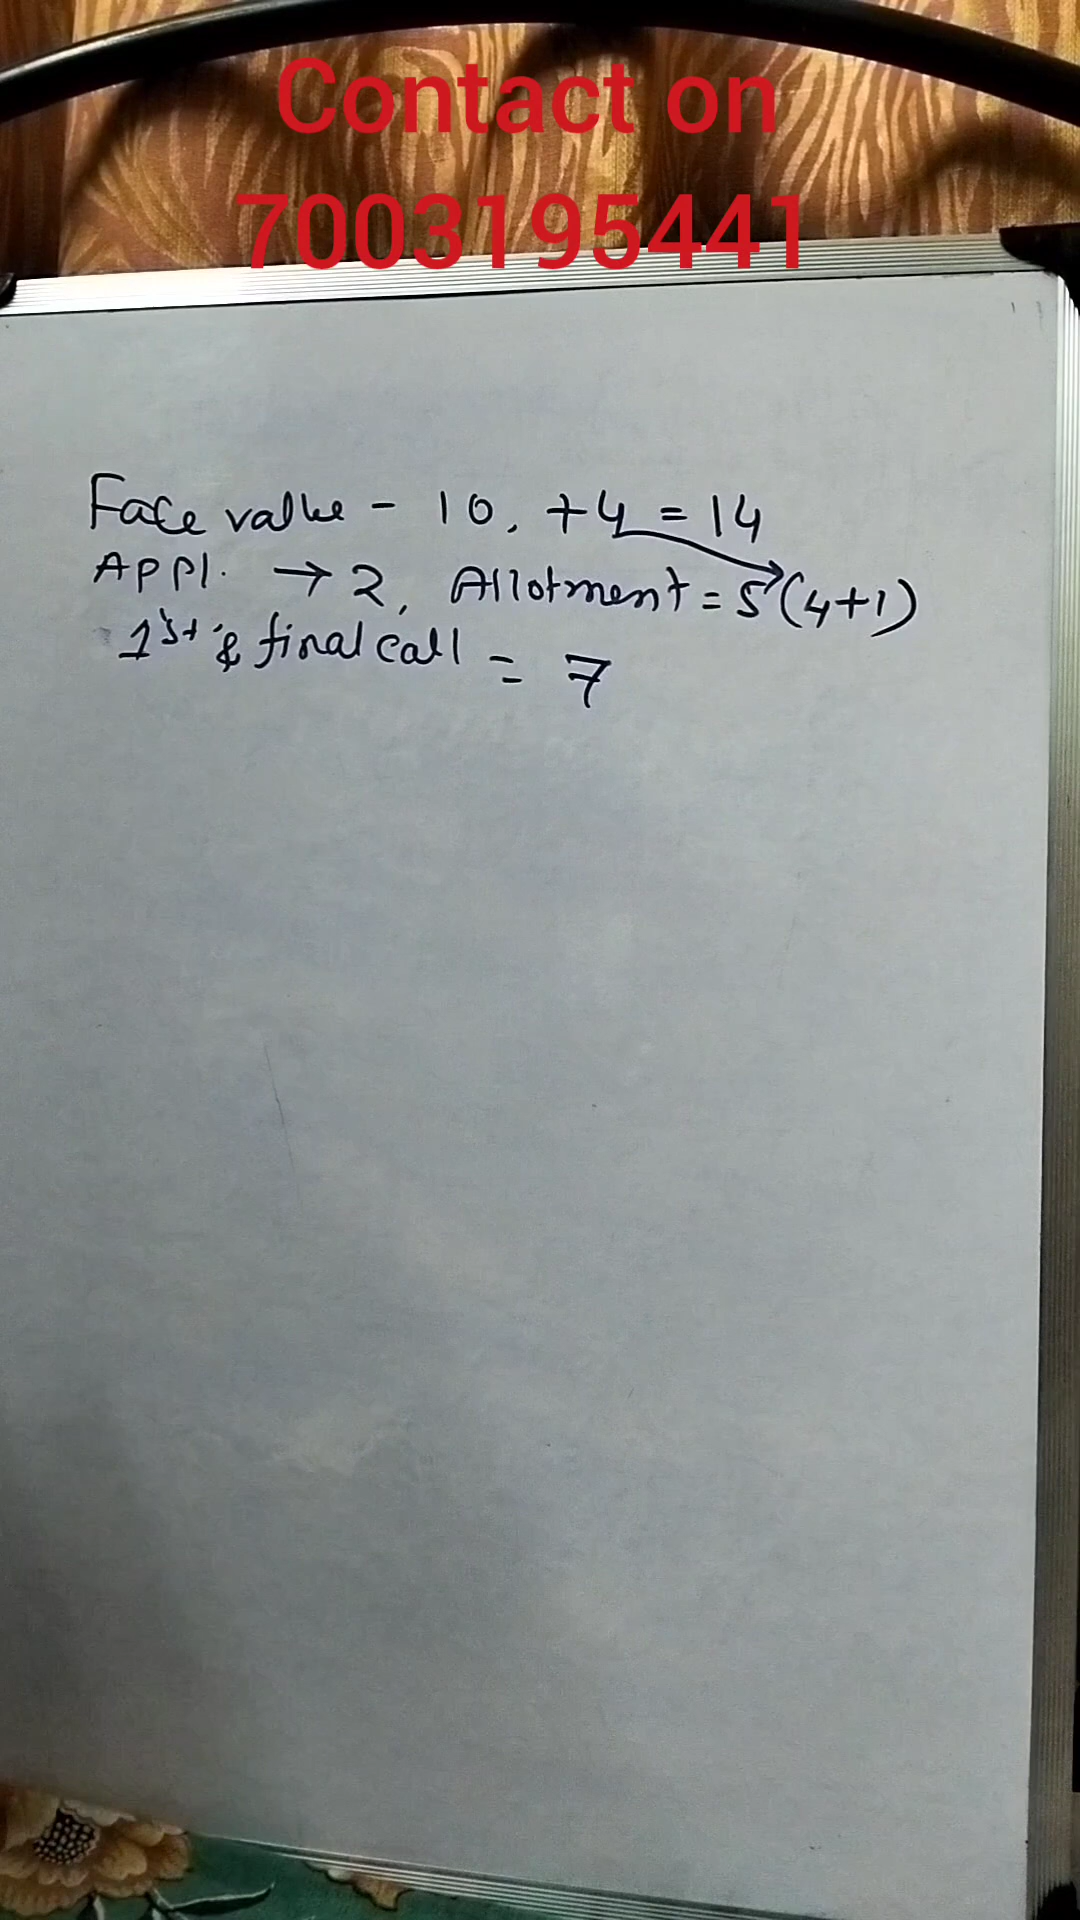 Contact on
7003195441
Face value - 10, +4 = 14
Appl. → 2, Allotment = 5 (4+1)
1st & final call = 7